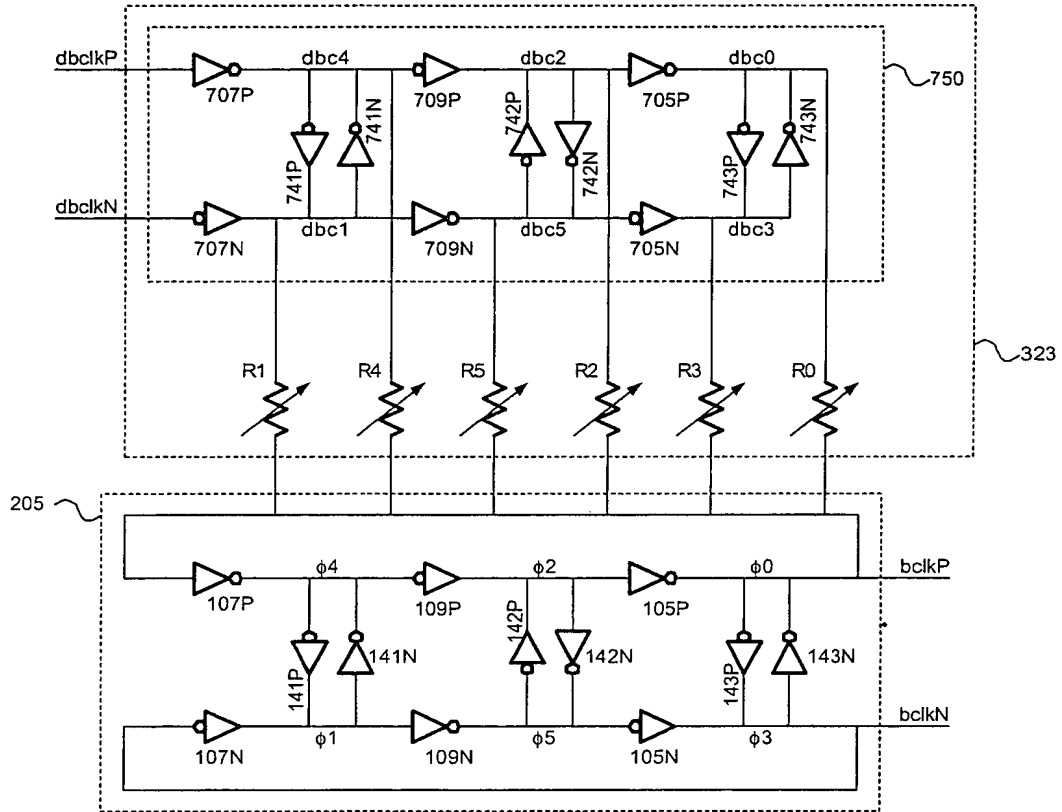 dbclkP
707P
dbc4
741P
741N
709P
dbc2
742P
742N
705P
dbc0
743P
743N
750
dbclkN
707N
dbc1
709N
dbc5
705N
dbc3
R1
R4
R5
R2
R3
R0
323
205
107P
ϕ4
141P
141N
109P
ϕ2
142P
142N
105P
ϕ0
143P
143N
bclkP
107N
ϕ1
109N
ϕ5
105N
ϕ3
bclkN